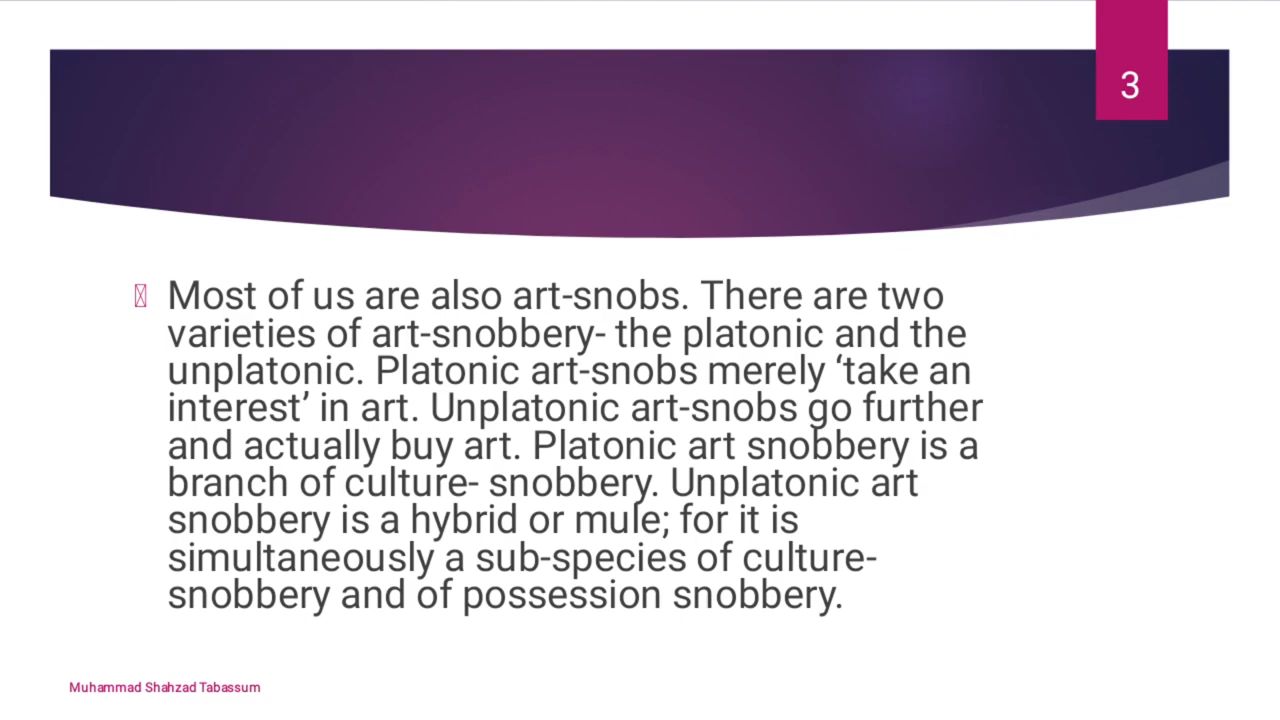 3
Most of us are also art-snobs. There are two
varieties of art-snobbery- the platonic and the
unplatonic. Platonic art-snobs merely ‘take an
interest’ in art. Unplatonic art-snobs go further
and actually buy art. Platonic art snobbery is a
branch of culture- snobbery. Unplatonic art
snobbery is a hybrid or mule; for it is
simultaneously a sub-species of culture-
snobbery and of possession snobbery.
Muhammad Shahzad Tabassum